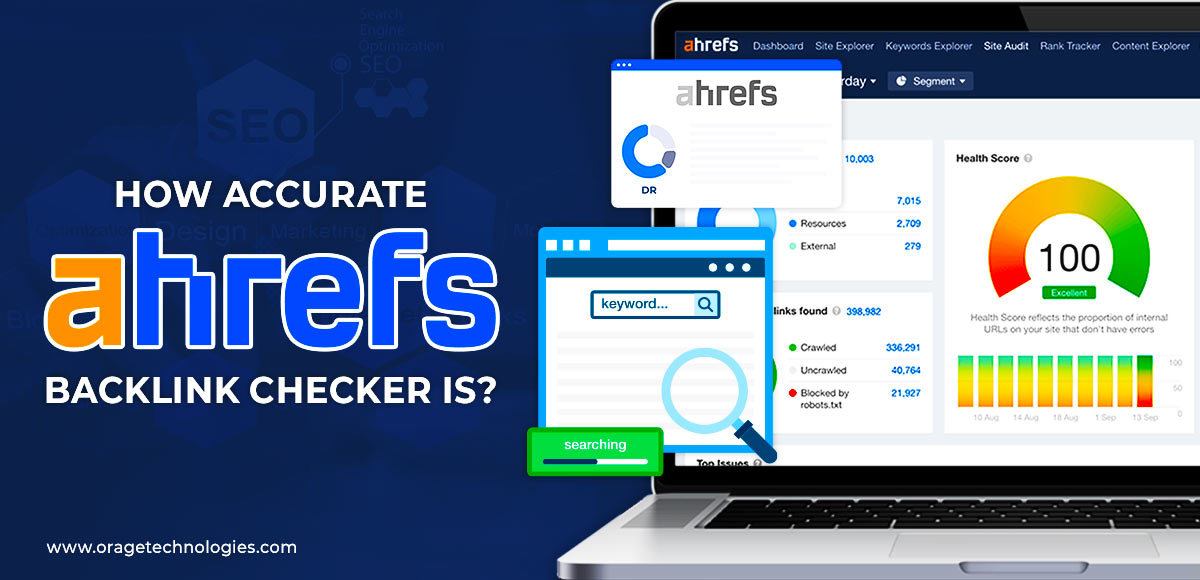 Search
Engine
Optimization
SEO
SEO
Design
Marketing
HOW ACCURATE
ahrefs
BACKLINK CHECKER IS?
www.oragetechnologies.com
ahrefs
DR
keyword...
searching
ahrefs Dashboard Site Explorer Keywords Explorer Site Audit Rank Tracker Content Explorer
rday Segment
10,003
7,015
Resources 2,709
External 279
links found ? 398,982
Crawled 336,291
Uncrawled 40,764
Blocked by 21,927
robots.txt
Health Score ?
100
Excellent
Health Score reflects the proportion of internal
URLs on your site that don't have errors
100
50
0
10 Aug 14 Aug 18 Aug 1 Sep 13 Sep
Top Issues ?